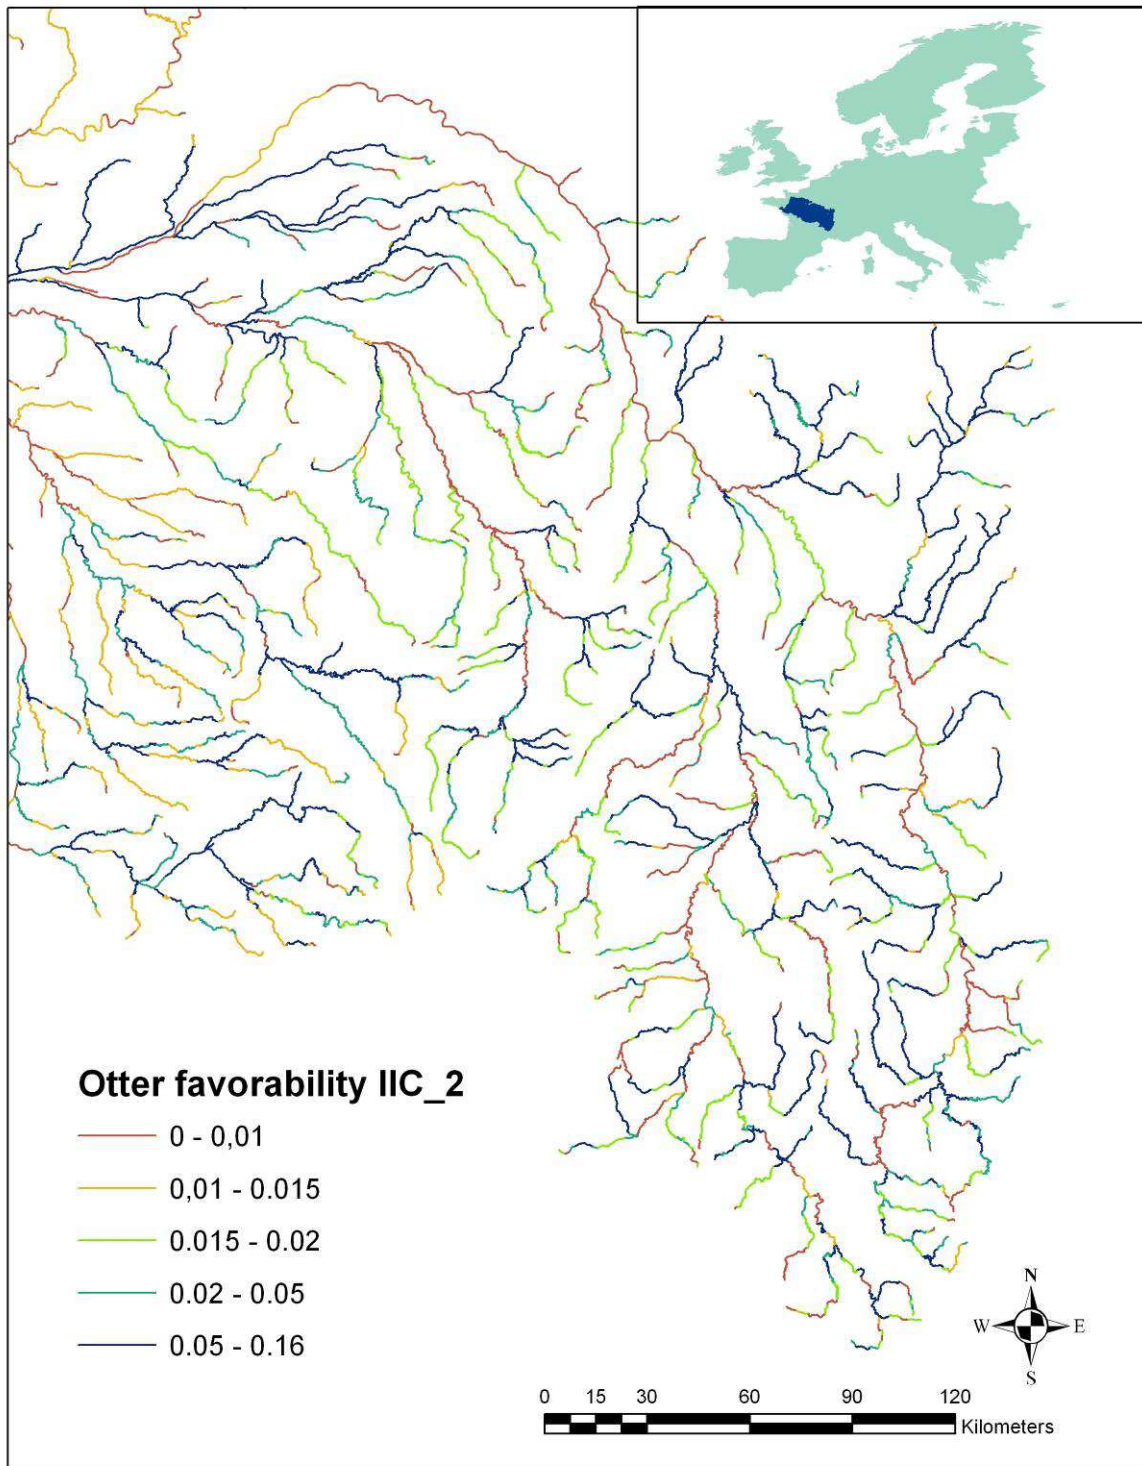 Otter favorability IIC_2
0 - 0,01
0,01 - 0.015
0.015 - 0.02
0.02 - 0.05
0.05 - 0.16
N
W E
S
0 15 30 60 90 120
Kilometers